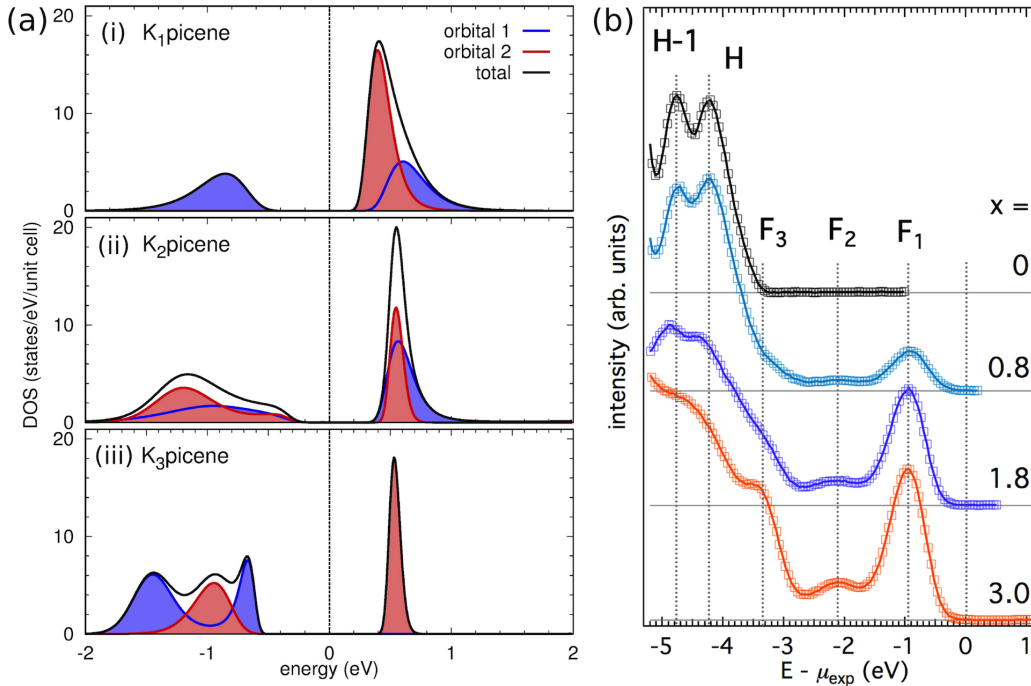 (a)
(i) K₁picene
orbital 1
orbital 2
total
20
10
0
(ii) K₂picene
20
10
0
(iii) K₃picene
20
10
0
DOS (states/eV/unit cell)
-2 -1 0 1 2
energy (eV)
(b)
H-1 H
x =
F₃ F₂ F₁
0
0.8
1.8
3.0
intensity (arb. units)
-5 -4 -3 -2 -1 0 1
E - μexp (eV)